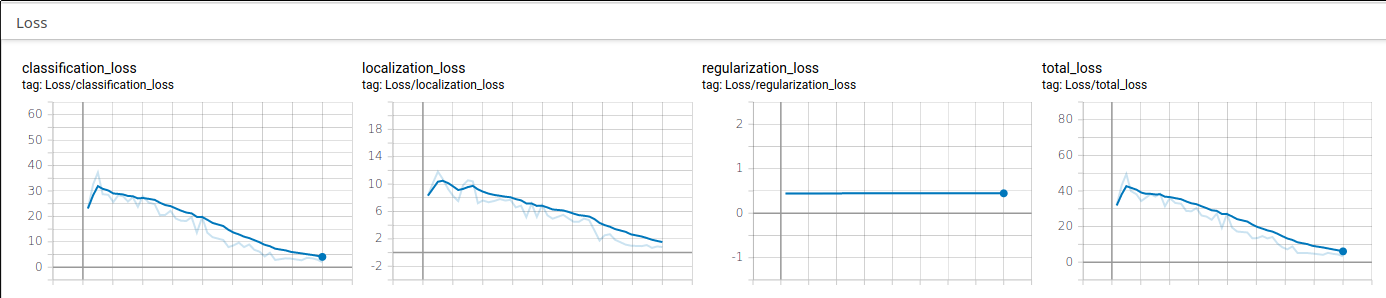 Loss
classification_loss
tag: Loss/classification_loss
60
50
40
30
20
10
0
localization_loss
tag: Loss/localization_loss
18
14
10
6
2
-2
regularization_loss
tag: Loss/regularization_loss
2
1
0
-1
total_loss
tag: Loss/total_loss
80
60
40
20
0